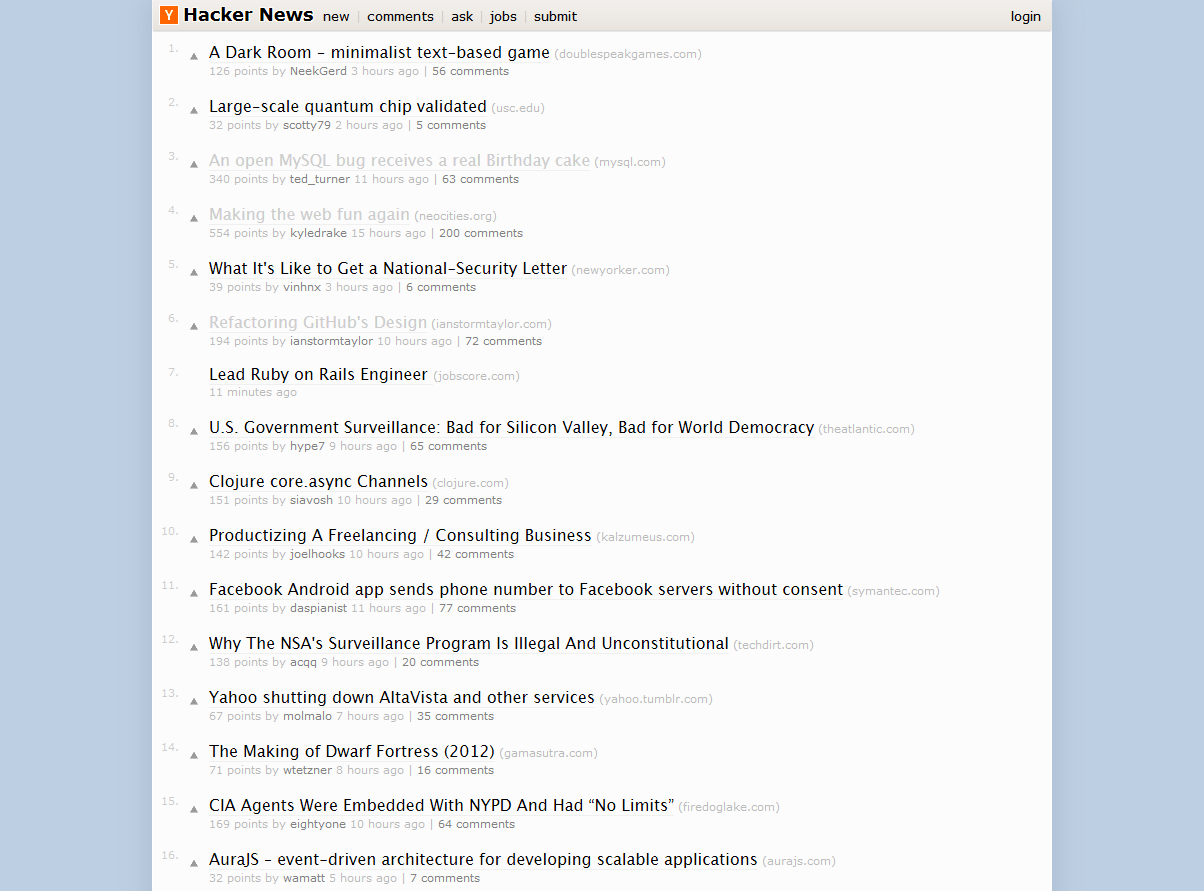 Y Hacker News new | comments | ask | jobs | submit login
1. ▲ A Dark Room – minimalist text-based game (doublespeakgames.com)
126 points by NeekGerd 3 hours ago | 56 comments
2. ▲ Large-scale quantum chip validated (usc.edu)
32 points by scotty79 2 hours ago | 5 comments
3. ▲ An open MySQL bug receives a real Birthday cake (mysql.com)
340 points by ted_turner 11 hours ago | 63 comments
4. ▲ Making the web fun again (neocities.org)
554 points by kyledrake 15 hours ago | 200 comments
5. ▲ What It's Like to Get a National-Security Letter (newyorker.com)
39 points by vinhnx 3 hours ago | 6 comments
6. ▲ Refactoring GitHub's Design (ianstormtaylor.com)
194 points by ianstormtaylor 10 hours ago | 72 comments
7. Lead Ruby on Rails Engineer (jobscore.com)
11 minutes ago
8. ▲ U.S. Government Surveillance: Bad for Silicon Valley, Bad for World Democracy (theatlantic.com)
156 points by hype7 9 hours ago | 65 comments
9. ▲ Clojure core.async Channels (clojure.com)
151 points by siavosh 10 hours ago | 29 comments
10. ▲ Productizing A Freelancing / Consulting Business (kalzumeus.com)
142 points by joelhooks 10 hours ago | 42 comments
11. ▲ Facebook Android app sends phone number to Facebook servers without consent (symantec.com)
161 points by daspianist 11 hours ago | 77 comments
12. ▲ Why The NSA's Surveillance Program Is Illegal And Unconstitutional (techdirt.com)
138 points by acqq 9 hours ago | 20 comments
13. ▲ Yahoo shutting down AltaVista and other services (yahoo.tumblr.com)
67 points by molmalo 7 hours ago | 35 comments
14. ▲ The Making of Dwarf Fortress (2012) (gamasutra.com)
71 points by wtetzner 8 hours ago | 16 comments
15. ▲ CIA Agents Were Embedded With NYPD And Had “No Limits” (firedoglake.com)
169 points by eightyone 10 hours ago | 64 comments
16. ▲ AuraJS – event-driven architecture for developing scalable applications (aurajs.com)
32 points by wamatt 5 hours ago | 7 comments